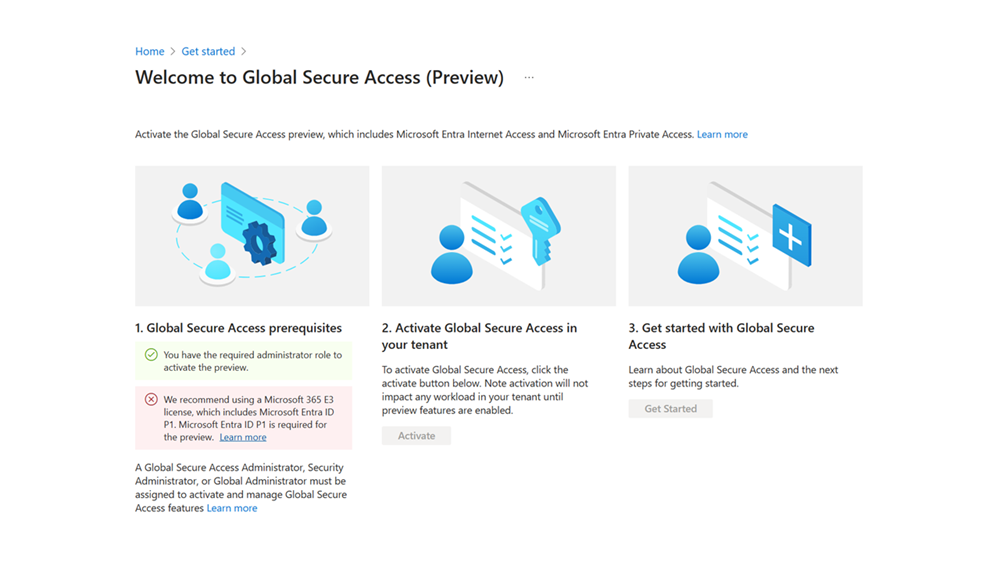 Home > Get started >
Welcome to Global Secure Access (Preview) ...
Activate the Global Secure Access preview, which includes Microsoft Entra Internet Access and Microsoft Entra Private Access. Learn more
1. Global Secure Access prerequisites
You have the required administrator role to
activate the preview.
We recommend using a Microsoft 365 E3
license, which includes Microsoft Entra ID
P1. Microsoft Entra ID P1 is required for
the preview. Learn more
A Global Secure Access Administrator, Security
Administrator, or Global Administrator must be
assigned to activate and manage Global Secure
Access features Learn more
2. Activate Global Secure Access in
your tenant
To activate Global Secure Access, click the
activate button below. Note activation will not
impact any workload in your tenant until
preview features are enabled.
Activate
3. Get started with Global Secure
Access
Learn about Global Secure Access and the next
steps for getting started.
Get Started